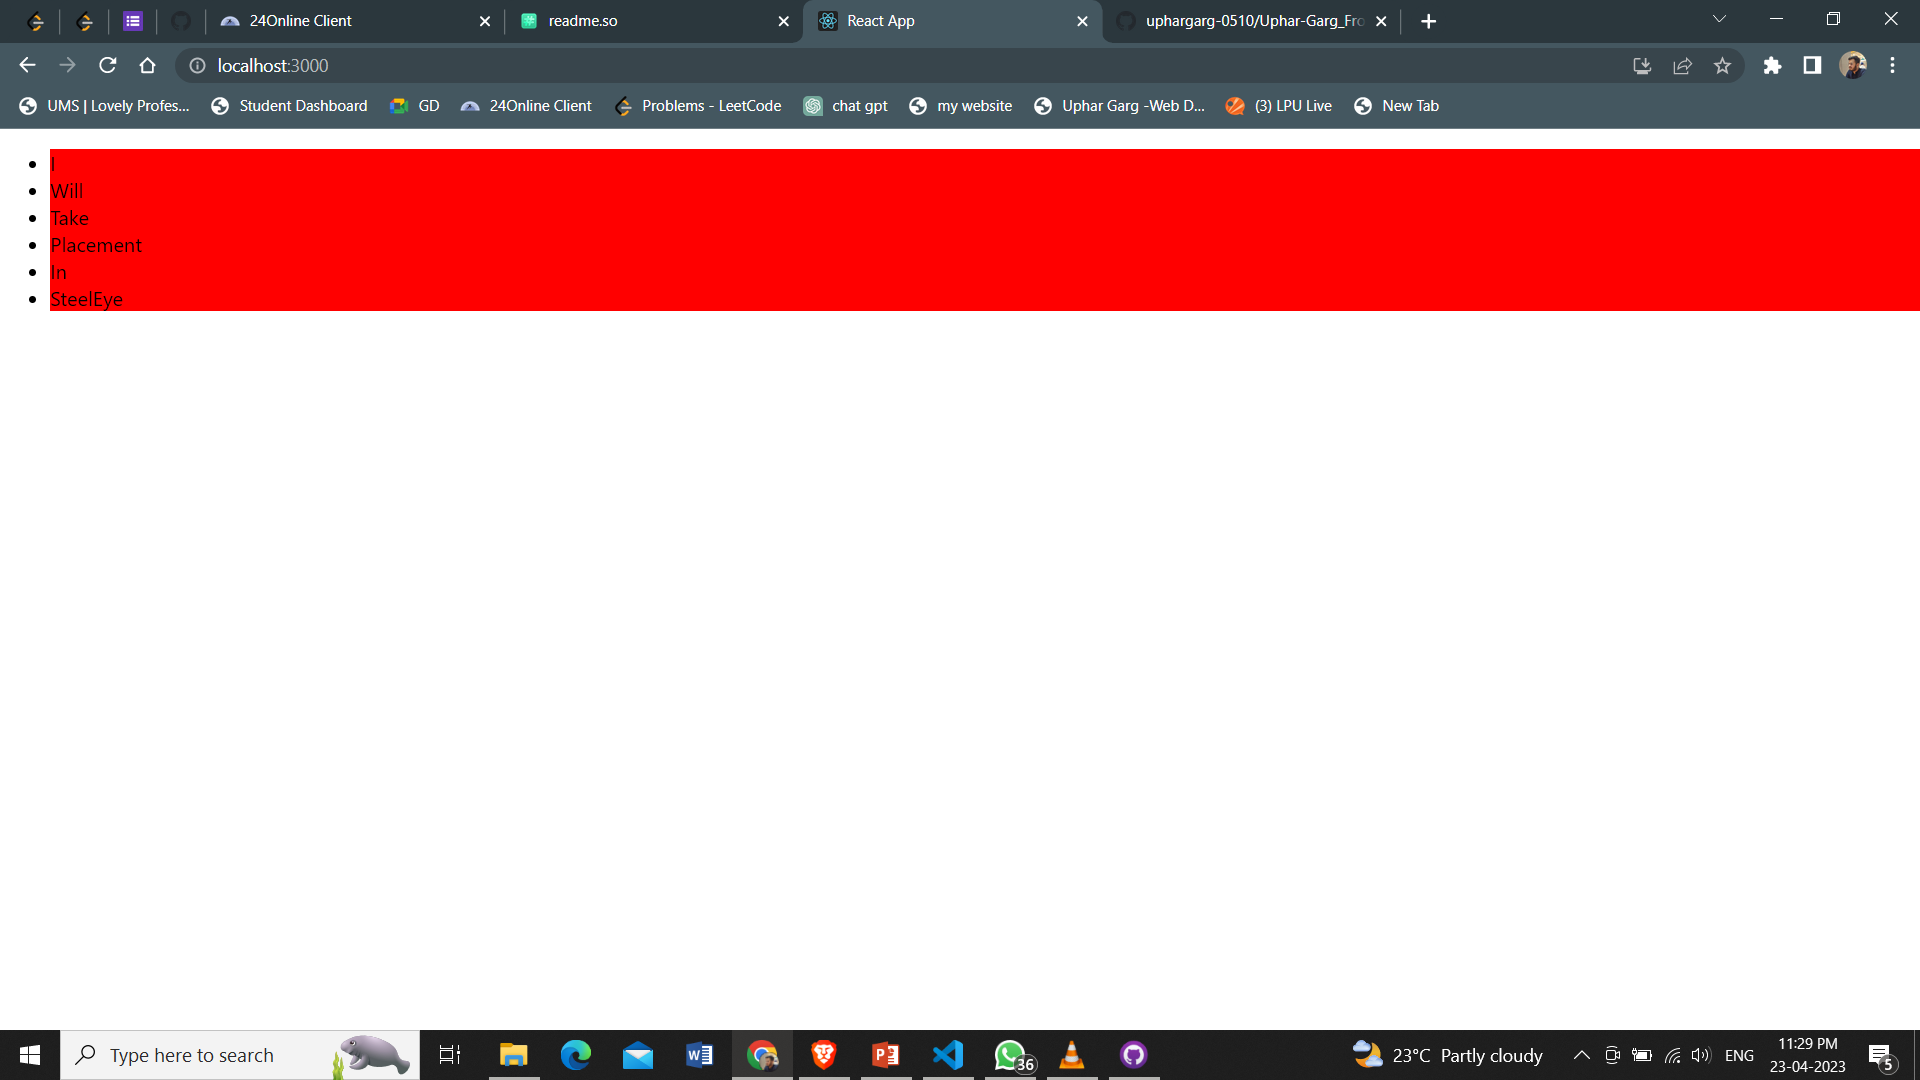 24Online Client
readme.so
React App
uphargarg-0510/Uphar-Garg_Fro
localhost:3000
UMS | Lovely Profes...
Student Dashboard
GD
24Online Client
Problems - LeetCode
chat gpt
my website
Uphar Garg -Web D...
(3) LPU Live
New Tab
I
Will
Take
Placement
In
SteelEye
Type here to search
36
23°C Partly cloudy
ENG
11:29 PM
23-04-2023
5